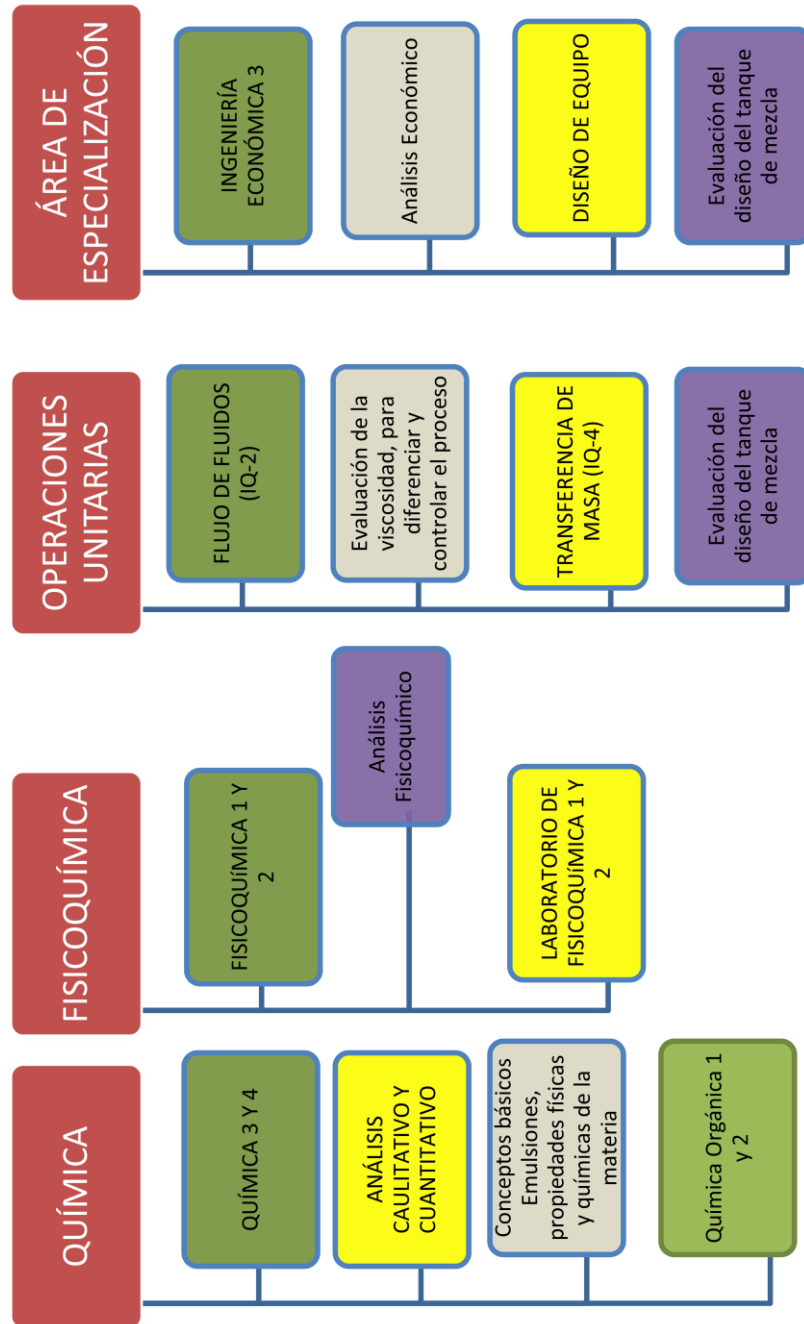 QUÍMICA
QUÍMICA 3 Y 4
ANÁLISIS
CAULITATIVO Y
CUANTITATIVO
Conceptos básicos
Emulsiones,
propiedades físicas
y químicas de la
materia
Química Orgánica 1
y 2
FISICOQUÍMICA
FISICOQUíMICA 1 Y
2
Análisis
Fisicoquímico
LABORATORIO DE
FISICOQUÍMICA 1 Y
2
OPERACIONES
UNITARIAS
FLUJO DE FLUIDOS
(IQ-2)
Evaluación de la
viscosidad, para
diferenciar y
controlar el proceso
TRANSFERENCIA DE
MASA (IQ-4)
Evaluación del
diseño del tanque
de mezcla
ÁREA DE
ESPECIALIZACIÓN
INGENIERÍA
ECONÓMICA 3
Análisis Económico
DISEÑO DE EQUIPO
Evaluación del
diseño del tanque
de mezcla